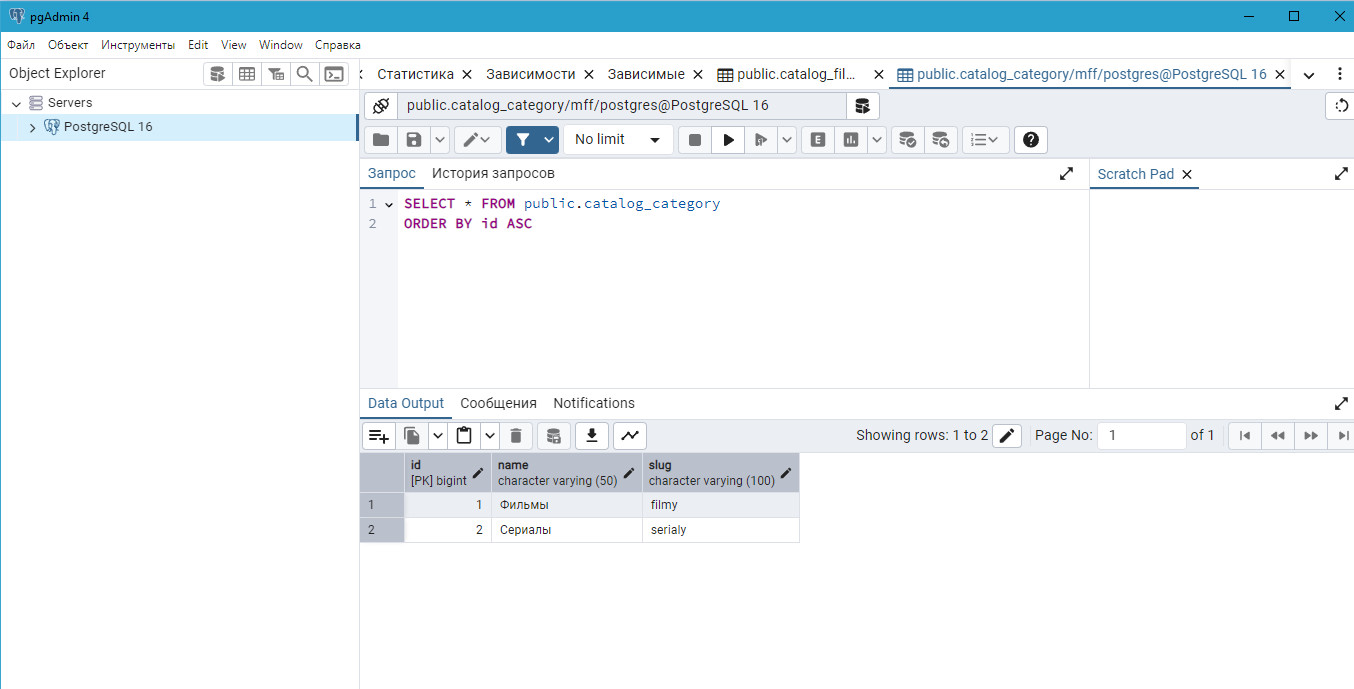 pgAdmin 4
Файл Объект Инструменты Edit View Window Справка
Object Explorer
Servers
PostgreSQL 16
Статистика Зависимости Зависимые public.catalog_fil... public.catalog_category/mff/postgres@PostgreSQL 16
public.catalog_category/mff/postgres@PostgreSQL 16
No limit E
Запрос История запросов
Scratch Pad
1 SELECT * FROM public.catalog_category
2 ORDER BY id ASC
Data Output Сообщения Notifications
Showing rows: 1 to 2 Page No: 1 of 1
id name slug
[PK] bigint character varying (50) character varying (100)
1 1 Фильмы filmy
2 2 Сериалы serialy